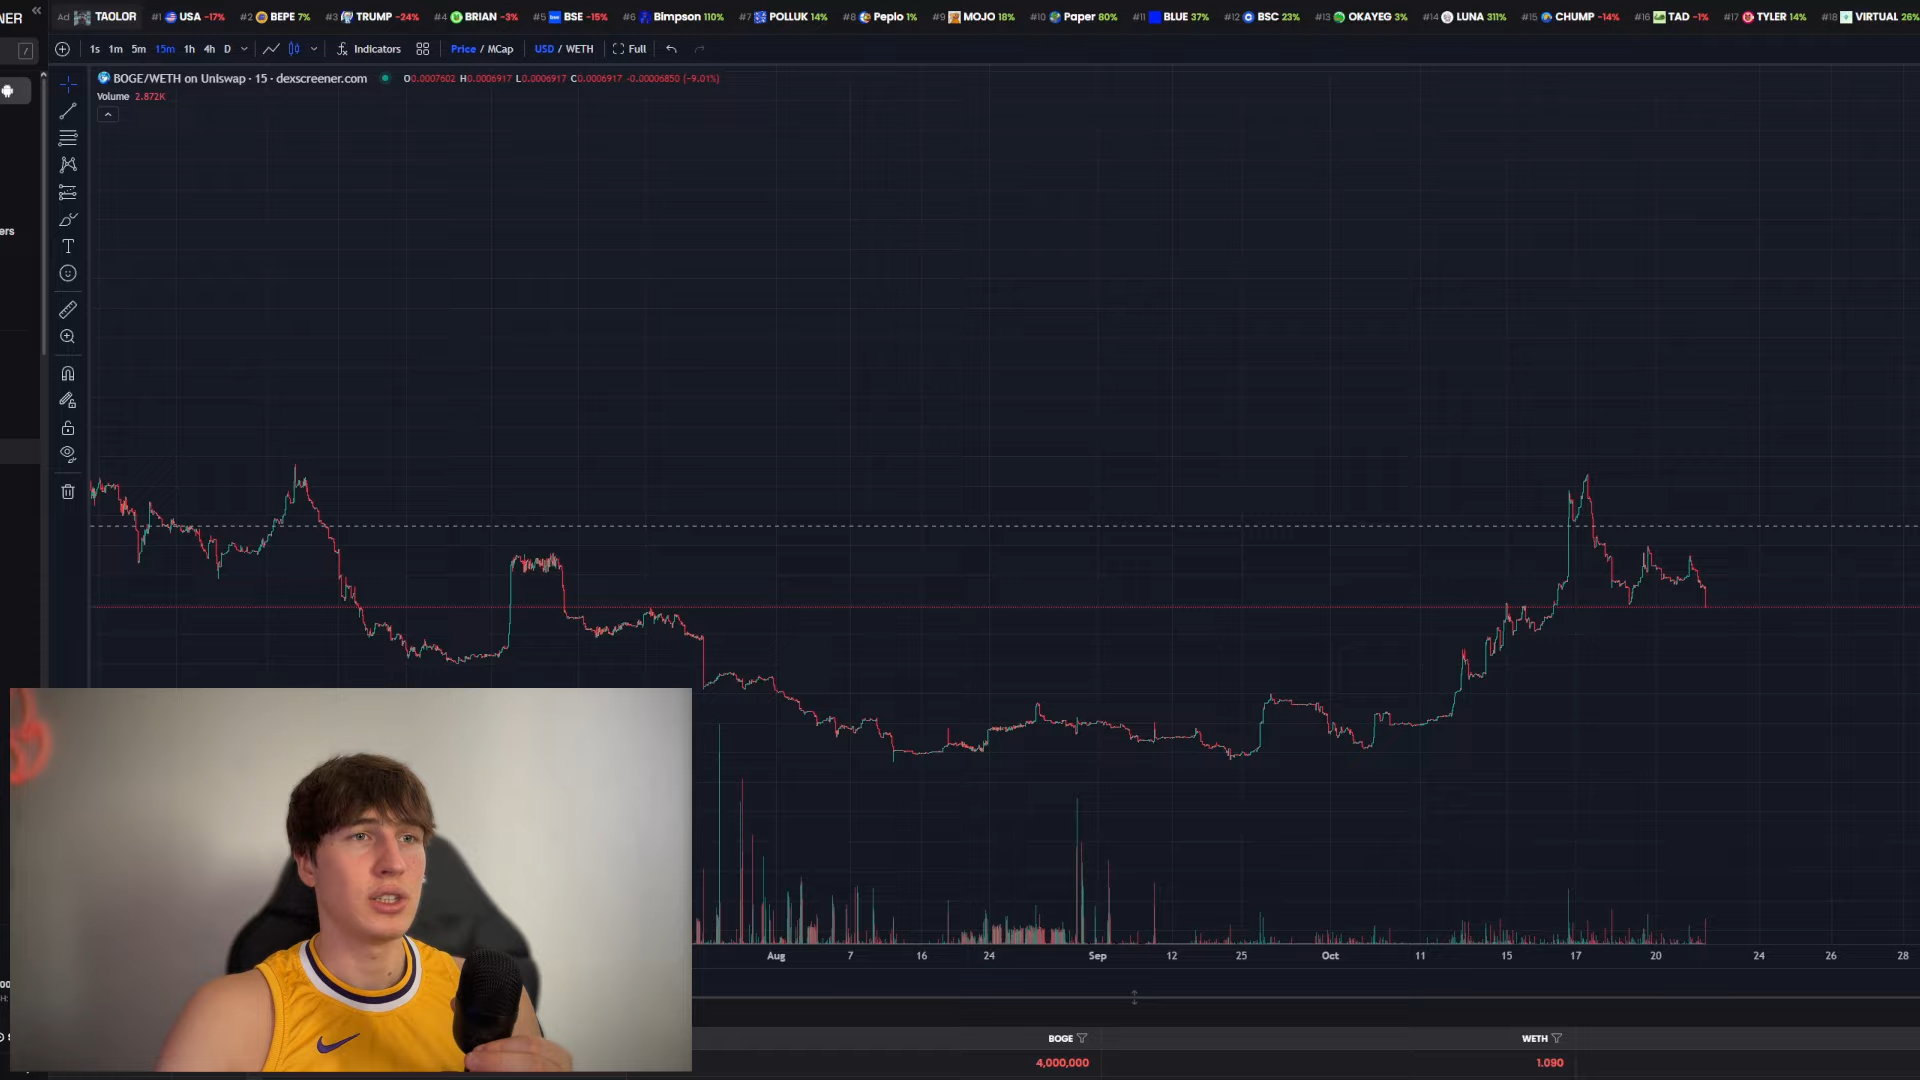 NER
Ad TAOLOR #1 USA -17% #2 BEPE 7% #3 TRUMP -24% #4 BRIAN -3% #5 BSE -15% #6 Bimpson 110% #7 POLLUK 14% #8 Peplo 1% #9 MOJO 18% #10 Paper 80% #11 BLUE 37% #12 BSC 23% #13 OKAYEG 3% #14 LUNA 311% #15 CHUMP -14% #16 TAD -1% #17 TYLER 14% #18 VIRTUAL 26%
/ 1s 1m 5m 15m 1h 4h D Indicators Price / MCap USD / WETH Full
BOGE/WETH on Uniswap · 15 · dexscreener.com O0.0007602 H0.0006917 L0.0006917 C0.0006917 -0.00006850 (-9.01%)
Volume 2.872K
ers
Aug 7 16 24 Sep 12 25 Oct 11 15 17 20 24 26 28
BOGE WETH
4,000,000 1.090